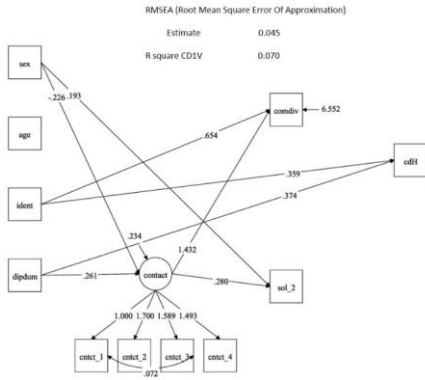 RMSEA (Root Mean Square Error Of Approximation)
Estimate 0.045
R square CD1V 0.070
sex
-.226 .193
comdiv 6.552
age
.654
cdH
.359
ident
.374
.234
1.432
dipdum .261 contact .280 sol_2
1.000 1.700 1.589 1.493
cntct_1 cntct_2 cntct_3 cntct_4
.072